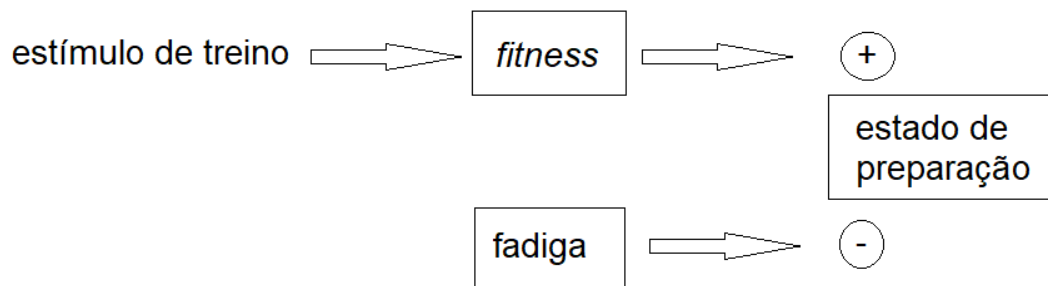 estímulo de treino
fitness
+
estado de
preparação
fadiga
-